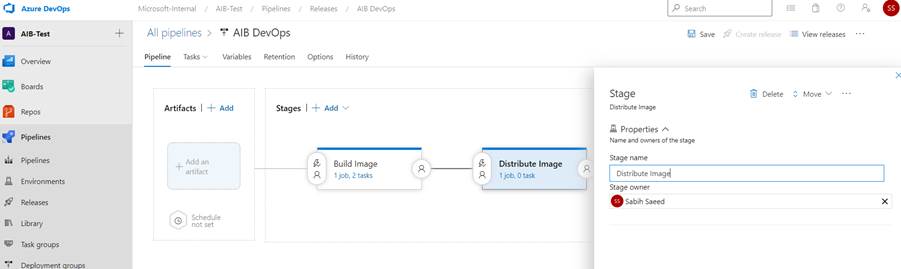 Azure DevOps
Microsoft-Internal / AIB-Test / Pipelines / Releases / AIB DevOps
Search
SS
A AIB-Test
Overview
Boards
Repos
Pipelines
Pipelines
Environments
Releases
Library
Task groups
Deployment groups
All pipelines > AIB DevOps
Save
Create release
View releases
...
Pipeline Tasks Variables Retention Options History
Artifacts | + Add
Stages | + Add
+ Add an
artifact
Schedule
not set
Build Image
1 job, 2 tasks
Distribute Image
1 job, 0 task
Stage
Distribute Image
Delete
Move
...
Properties
Name and owners of the stage
Stage name
Distribute Image
Stage owner
SS Sabih Saeed